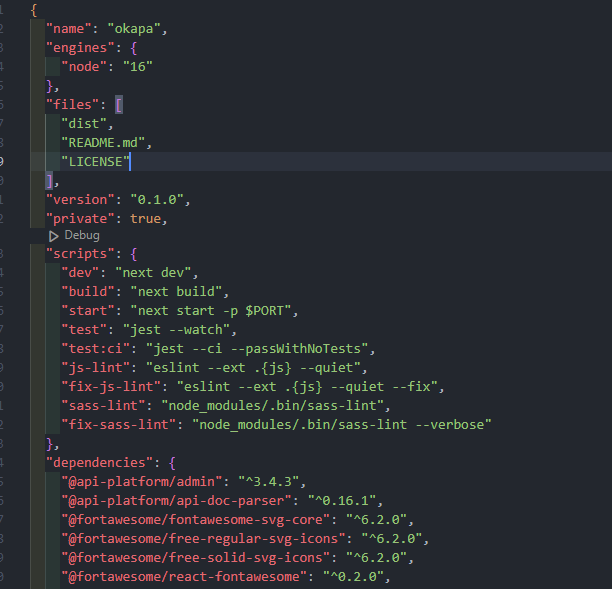 {
"name": "okapa",
"engines": {
"node": "16"
},
"files": [
"dist",
"README.md",
"LICENSE"
],
"version": "0.1.0",
"private": true,
Debug
"scripts": {
"dev": "next dev",
"build": "next build",
"start": "next start -p $PORT",
"test": "jest --watch",
"test:ci": "jest --ci --passWithNoTests",
"js-lint": "eslint --ext .{js} --quiet",
"fix-js-lint": "eslint --ext .{js} --quiet --fix",
"sass-lint": "node_modules/.bin/sass-lint",
"fix-sass-lint": "node_modules/.bin/sass-lint --verbose"
},
"dependencies": {
"@api-platform/admin": "^3.4.3",
"@api-platform/api-doc-parser": "^0.16.1",
"@fortawesome/fontawesome-svg-core": "^6.2.0",
"@fortawesome/free-regular-svg-icons": "^6.2.0",
"@fortawesome/free-solid-svg-icons": "^6.2.0",
"@fortawesome/react-fontawesome": "^0.2.0",